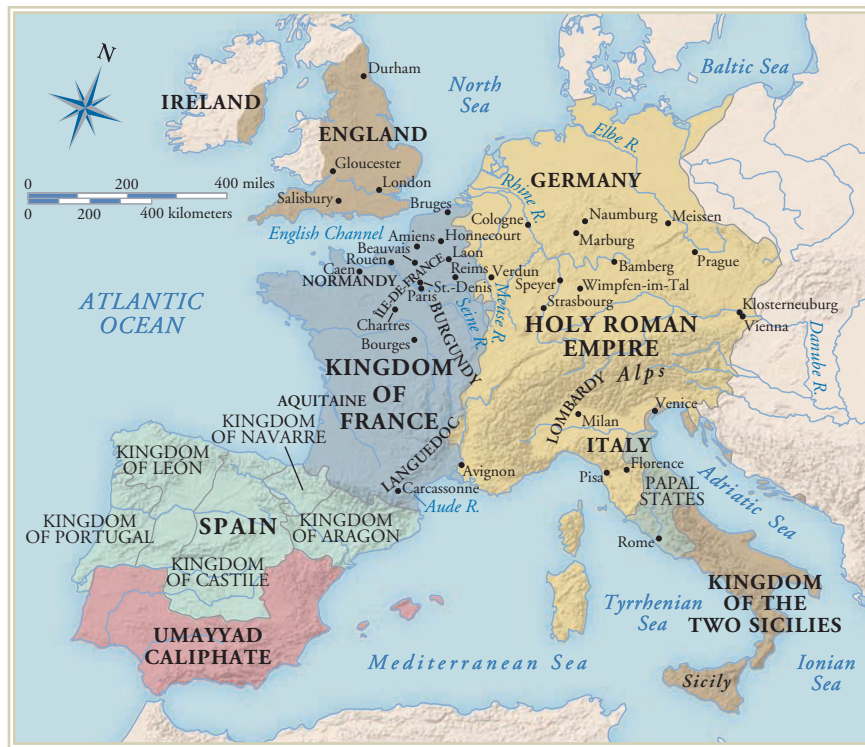 N
North
Sea
Baltic Sea
Durham
IRELAND
ENGLAND
Elbe R.
Gloucester
London
Salisbury
0 200 400 miles
0 200 400 kilometers
Bruges
Rhine R.
GERMANY
Cologne
Naumburg
Meissen
Marburg
English Channel
Amiens
Honnecourt
Beauvais
Laon
Rouen
Caen
Reims
Verdun
Bamberg
Prague
NORMANDY
ÎLE-DE-FRANCE
St.-Denis
Paris
Speyer
Wimpfen-im-Tal
Strasbourg
Seine R.
Meuse R.
Klosterneuburg
Vienna
ATLANTIC
OCEAN
Chartres
Bourges
BURGUNDY
HOLY ROMAN
EMPIRE
Danube R.
KINGDOM
OF
FRANCE
Alps
AQUITAINE
LOMBARDY
Milan
Venice
KINGDOM
OF NAVARRE
LANGUEDOC
ITALY
KINGDOM
OF LEÓN
Avignon
Florence
Pisa
PAPAL
STATES
Carcassonne
Aude R.
Adriatic Sea
KINGDOM
OF PORTUGAL
SPAIN
KINGDOM
OF ARAGON
Rome
KINGDOM
OF CASTILE
KINGDOM
OF THE
TWO SICILIES
Tyrrhenian
Sea
UMAYYAD
CALIPHATE
Mediterranean Sea
Ionian
Sea
Sicily